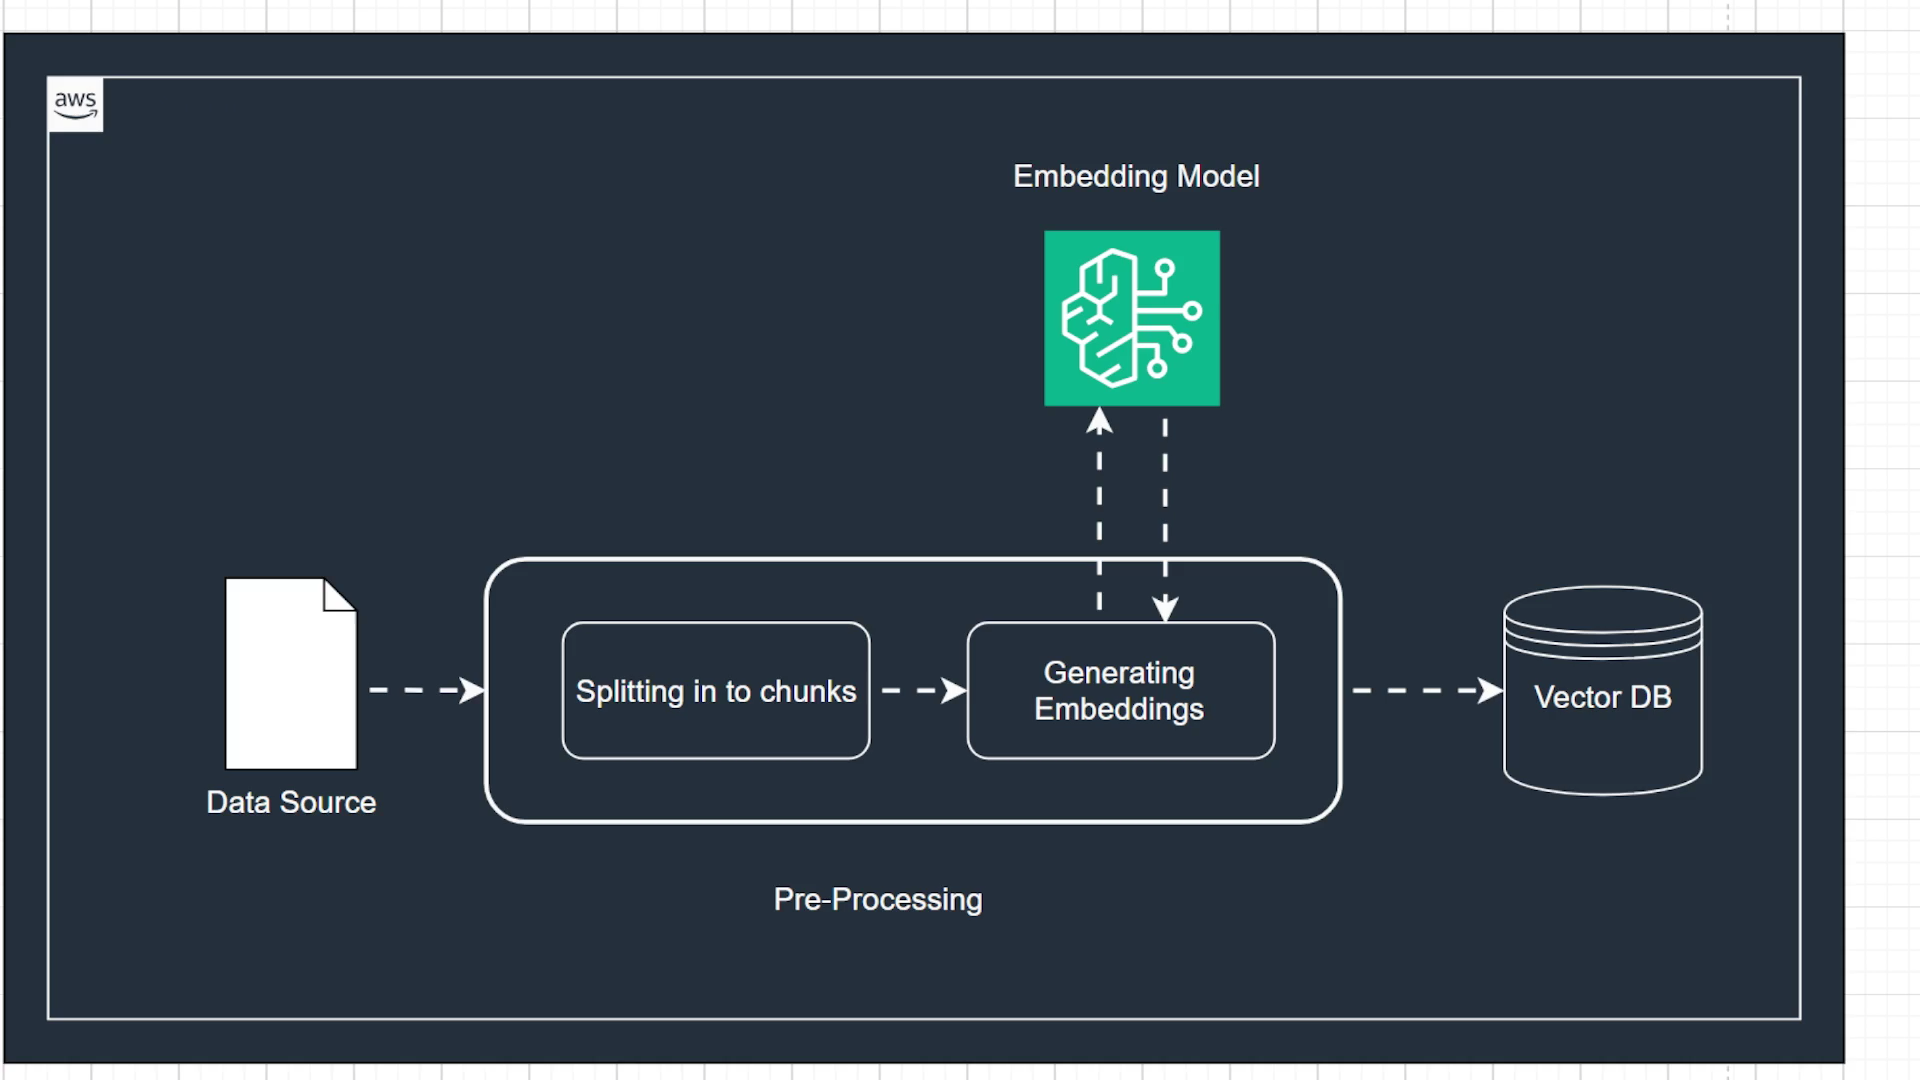 aws
Embedding Model
Splitting in to chunks
Generating
Embeddings
Vector DB
Data Source
Pre-Processing